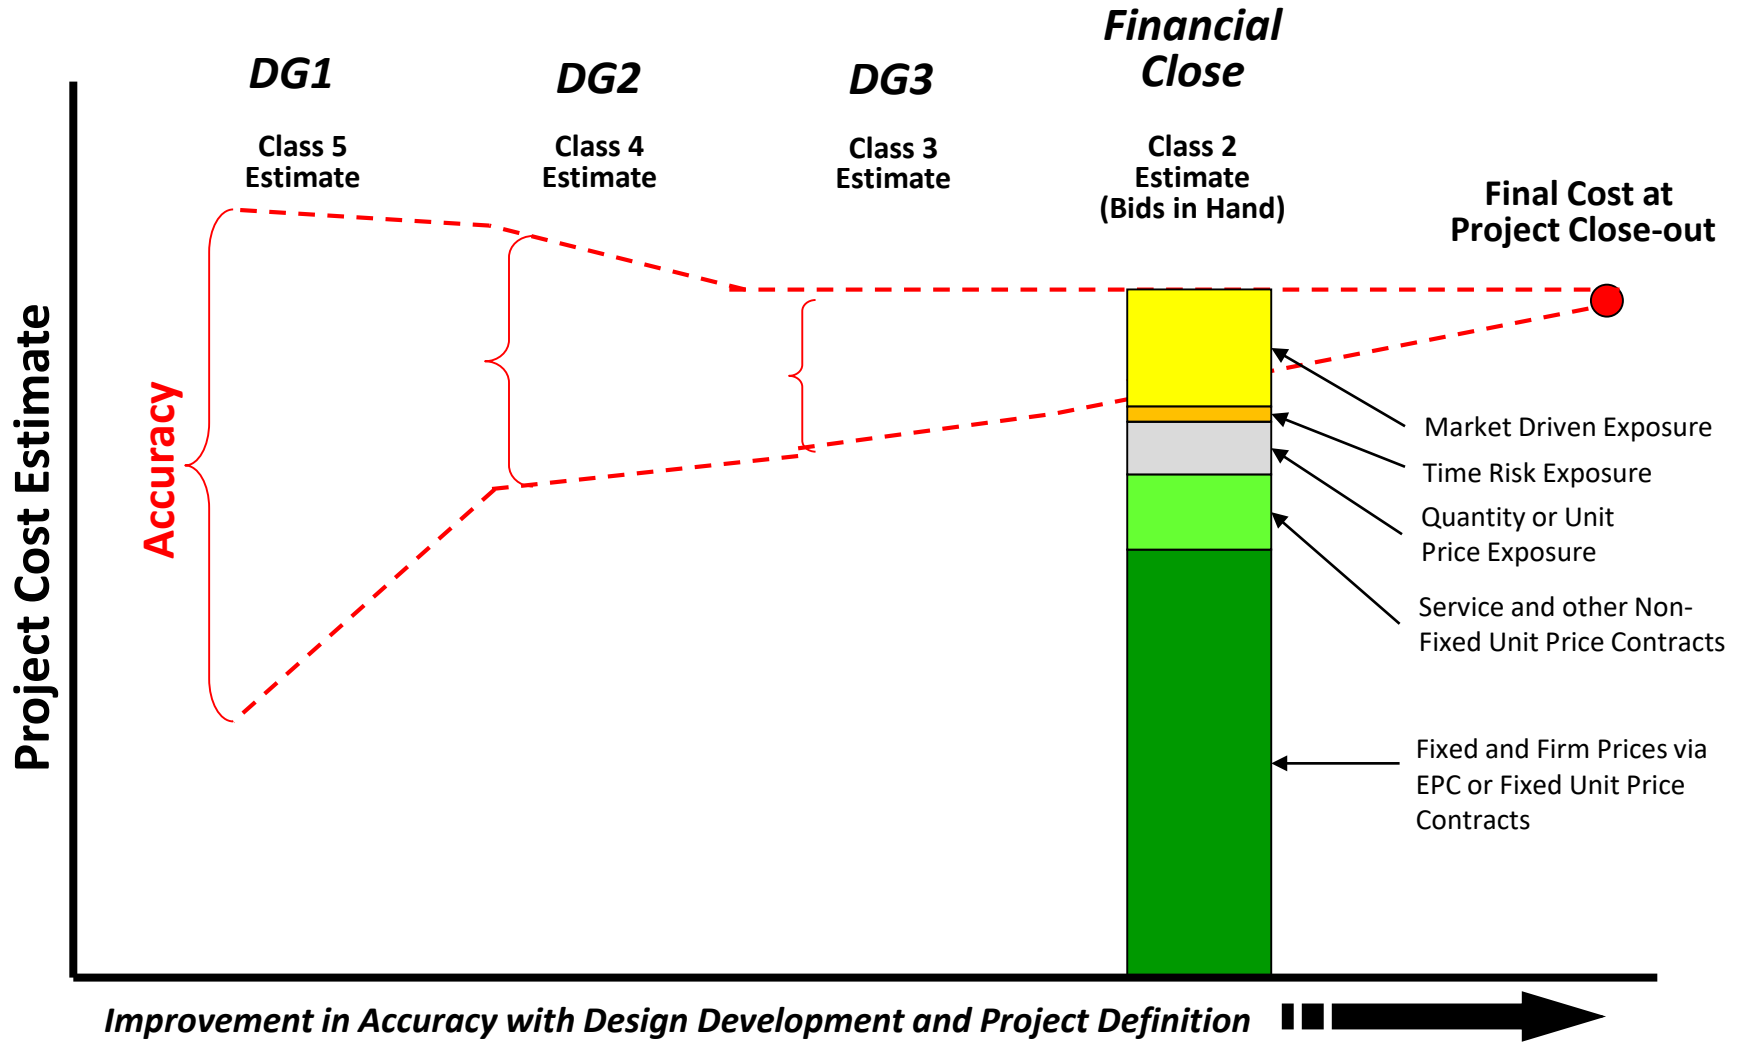 DG1
DG2
DG3
Financial
Close
Class 5
Estimate
Class 4
Estimate
Class 3
Estimate
Class 2
Estimate
(Bids in Hand)
Final Cost at
Project Close-out
Project Cost Estimate
Accuracy
Market Driven Exposure
Time Risk Exposure
Quantity or Unit
Price Exposure
Service and other Non-
Fixed Unit Price Contracts
Fixed and Firm Prices via
EPC or Fixed Unit Price
Contracts
Improvement in Accuracy with Design Development and Project Definition